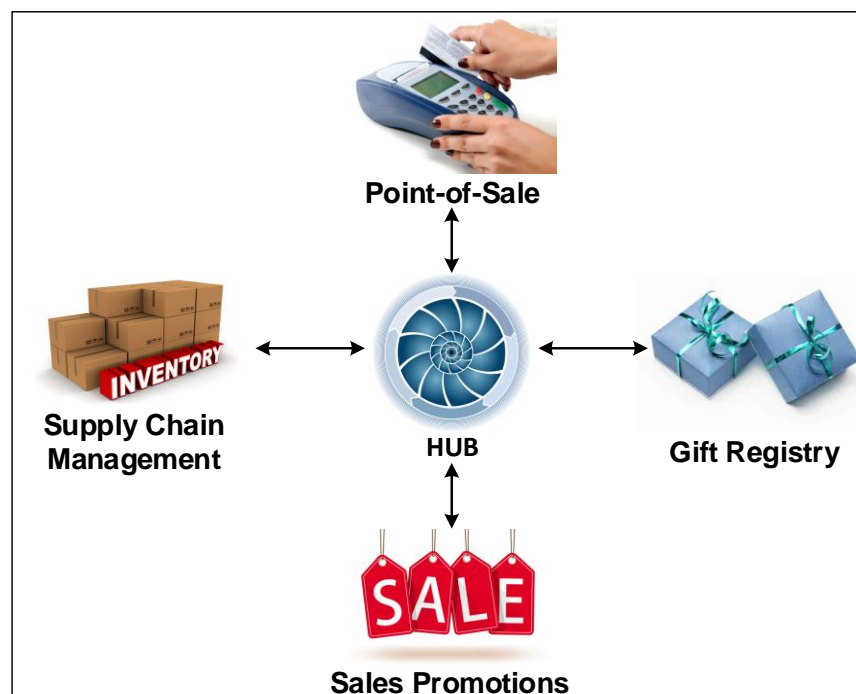 Point-of-Sale
INVENTORY
Supply Chain
Management
HUB
Gift Registry
SALE
Sales Promotions